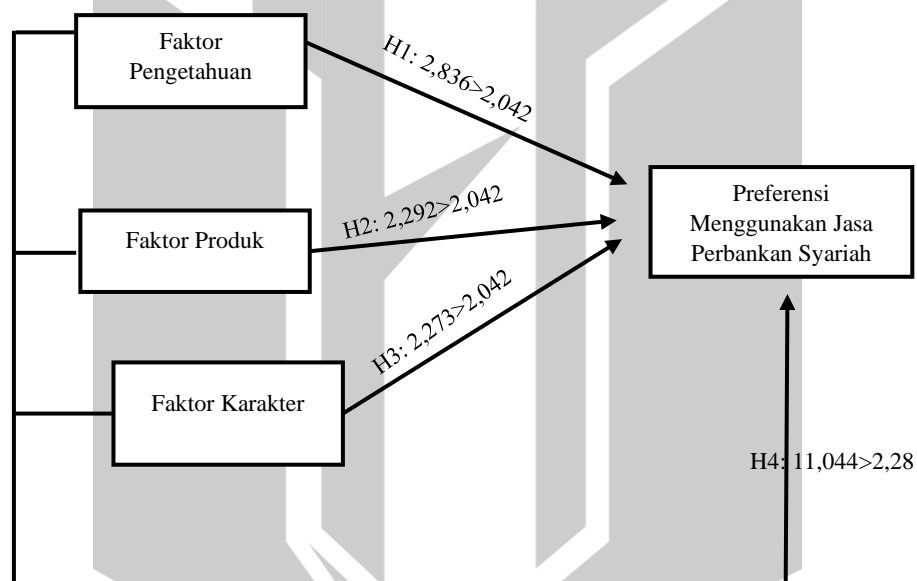 Faktor
Pengetahuan
H1: 2,836>2,042
Preferensi
Menggunakan Jasa
Perbankan Syariah
Faktor Produk
H2: 2,292>2,042
H3: 2,273>2,042
Faktor Karakter
H4: 11,044>2,28